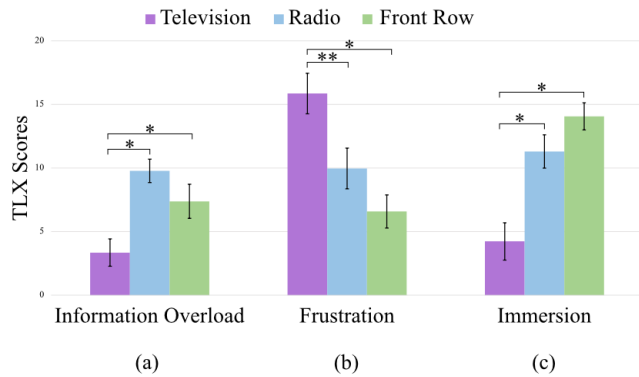 Television Radio Front Row
TLX Scores
20
15
10
5
0
* *
* **
* *
Information Overload Frustration Immersion
(a) (b) (c)